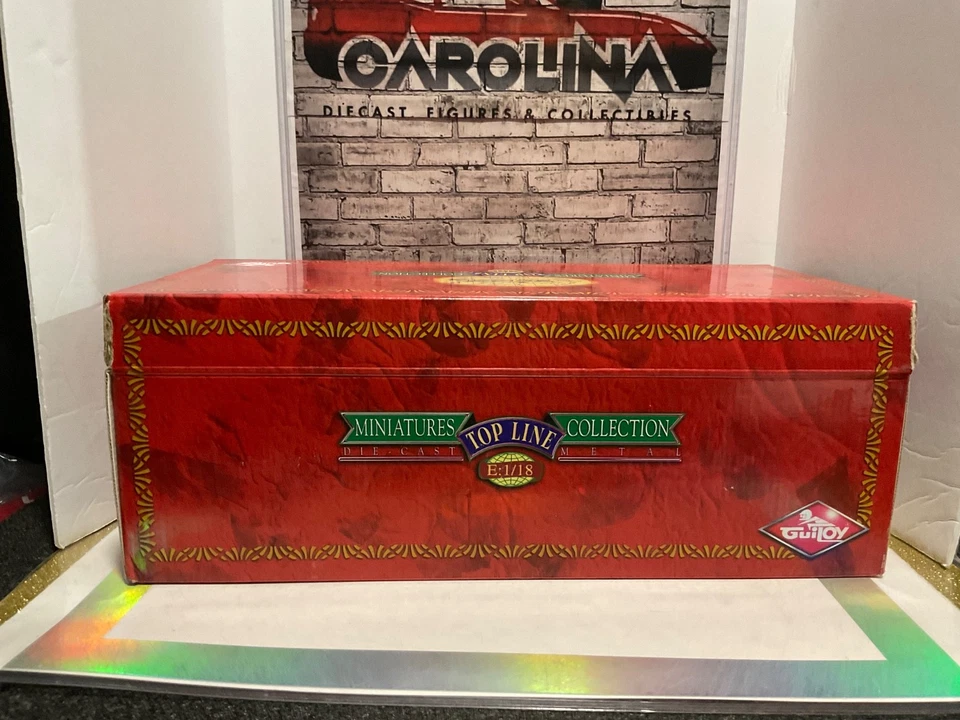 CAROLINA
DIECAST, FIGURES & COLLECTIBLES
MINIATURES TOP LINE COLLECTION
DIE-CAST METAL
E:1/18
GUILOY